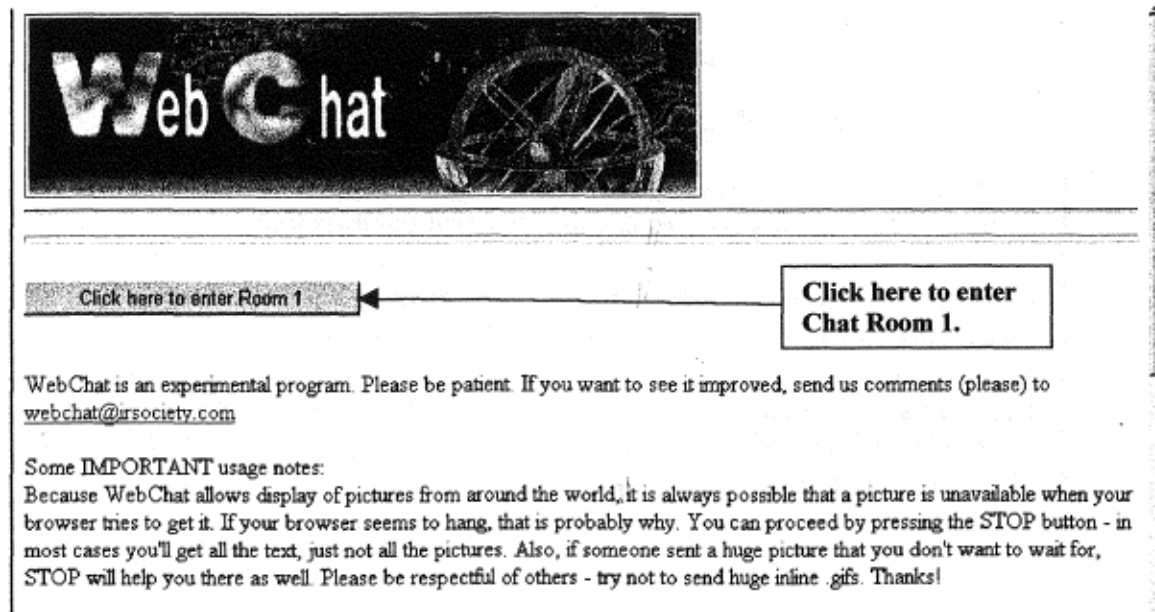 Web Chat
Click here to enter Room 1
Click here to enter
Chat Room 1.
WebChat is an experimental program. Please be patient. If you want to see it improved, send us comments (please) to
webchat@irsociety.com
Some IMPORTANT usage notes:
Because WebChat allows display of pictures from around the world, it is always possible that a picture is unavailable when your
browser tries to get it. If your browser seems to hang, that is probably why. You can proceed by pressing the STOP button - in
most cases you'll get all the text, just not all the pictures. Also, if someone sent a huge picture that you don't want to wait for,
STOP will help you there as well. Please be respectful of others - try not to send huge inline .gifs. Thanks!